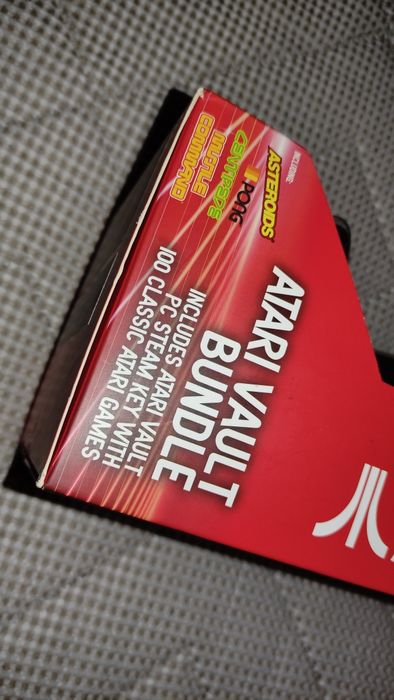 ATARI VAULT
BUNDLE
INCLUDES ATARI VAULT
PC STEAM KEY WITH
100 CLASSIC ATARI GAMES
INCLUDING:
ASTEROIDS
PONG
CENTIPEDE
MISSILE
COMMAND